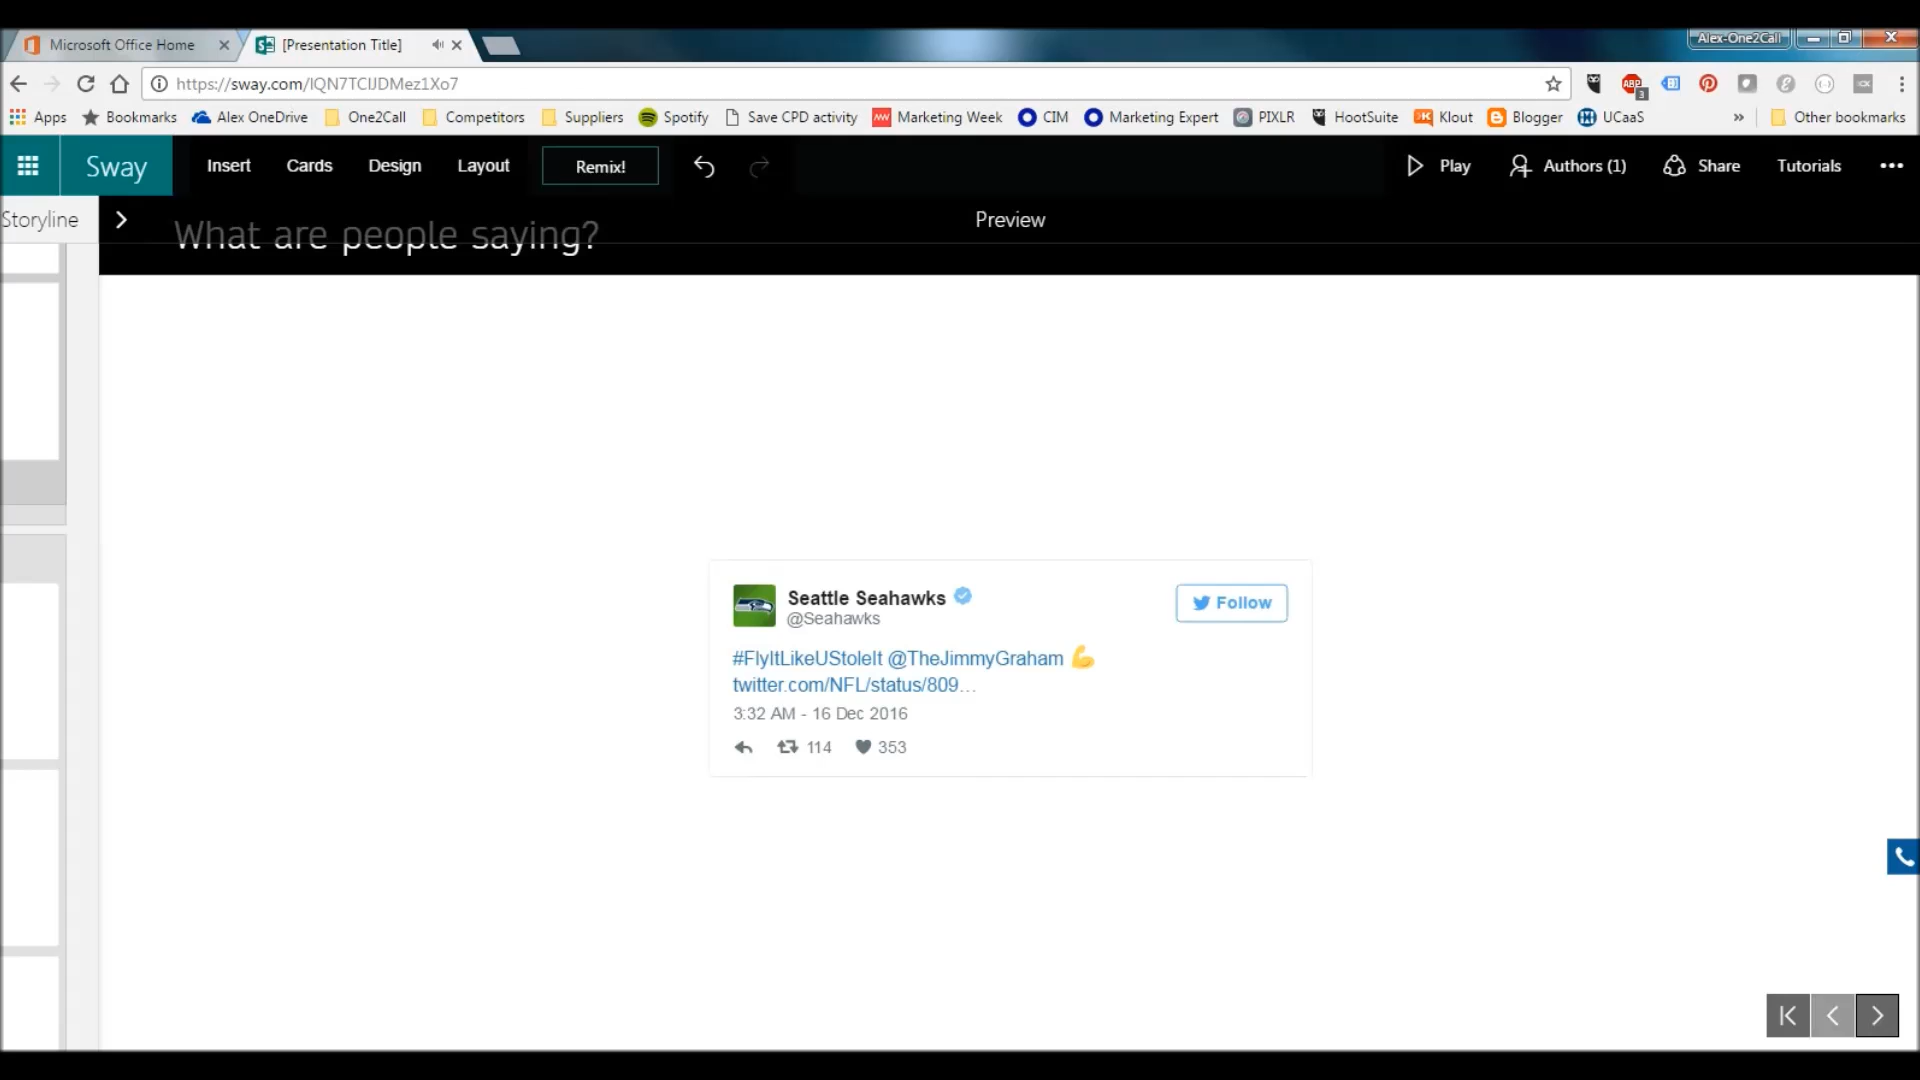 Microsoft Office Home
[Presentation Title]
Alex-One2Call
https://sway.com/lQN7TClJDMez1Xo7
ABP
3
Apps
Bookmarks
Alex OneDrive
One2Call
Competitors
Suppliers
Spotify
Save CPD activity
Marketing Week
CIM
Marketing Expert
PIXLR
HootSuite
Klout
Blogger
UCaaS
»
Other bookmarks
Sway
Insert
Cards
Design
Layout
Remix!
Play
Authors (1)
Share
Tutorials
Storyline
What are people saying?
Preview
Seattle Seahawks
@Seahawks
Follow
#FlyItLikeUStoleIt @TheJimmyGraham 💪
twitter.com/NFL/status/809…
3:32 AM - 16 Dec 2016
114 353